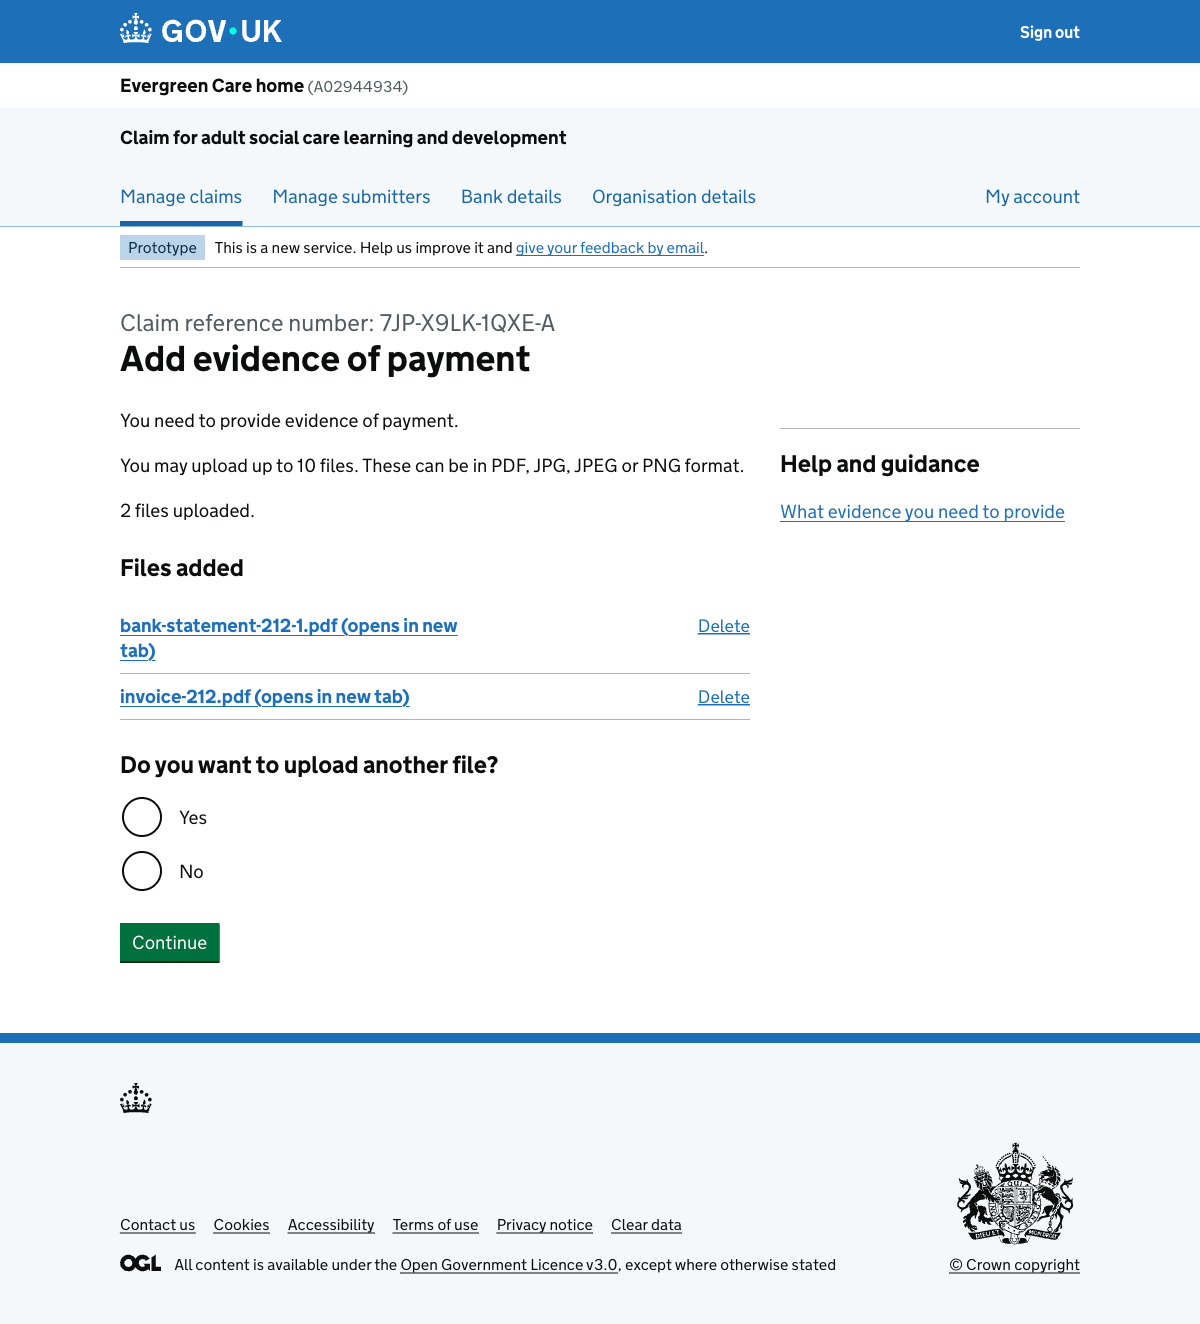 GOV·UK
Sign out
Evergreen Care home (A02944934)
Claim for adult social care learning and development
Manage claims
Manage submitters
Bank details
Organisation details
My account
Prototype
This is a new service. Help us improve it and give your feedback by email.
Claim reference number: 7JP-X9LK-1QXE-A
Add evidence of payment
You need to provide evidence of payment.
You may upload up to 10 files. These can be in PDF, JPG, JPEG or PNG format.
2 files uploaded.
Help and guidance
What evidence you need to provide
Files added
bank-statement-212-1.pdf (opens in new
tab)
Delete
invoice-212.pdf (opens in new tab)
Delete
Do you want to upload another file?
Yes
No
Continue
Contact us
Cookies
Accessibility
Terms of use
Privacy notice
Clear data
OGL
All content is available under the Open Government Licence v3.0, except where otherwise stated
© Crown copyright